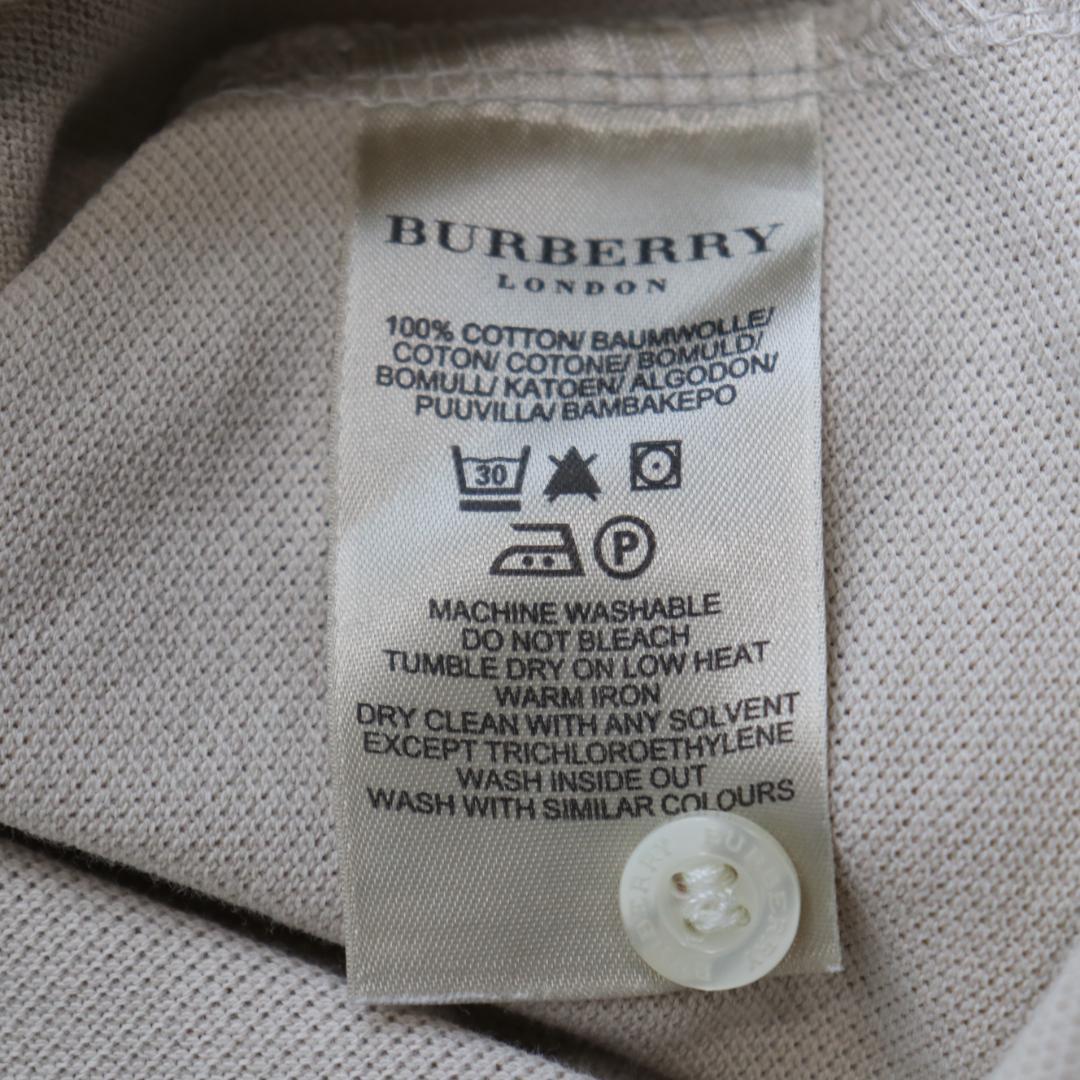 BURBERRY
LONDON
100% COTTON/ BAUMWOLLE/
COTON/ COTONE/ BOMULD/
BOMULL/ KATOEN/ ALGODON/
PUUVILLA/ BAMBAKEPO
30
P
MACHINE WASHABLE
DO NOT BLEACH
TUMBLE DRY ON LOW HEAT
WARM IRON
DRY CLEAN WITH ANY SOLVENT
EXCEPT TRICHLOROETHYLENE
WASH INSIDE OUT
WASH WITH SIMILAR COLOURS
BURBERRY BURBERRY